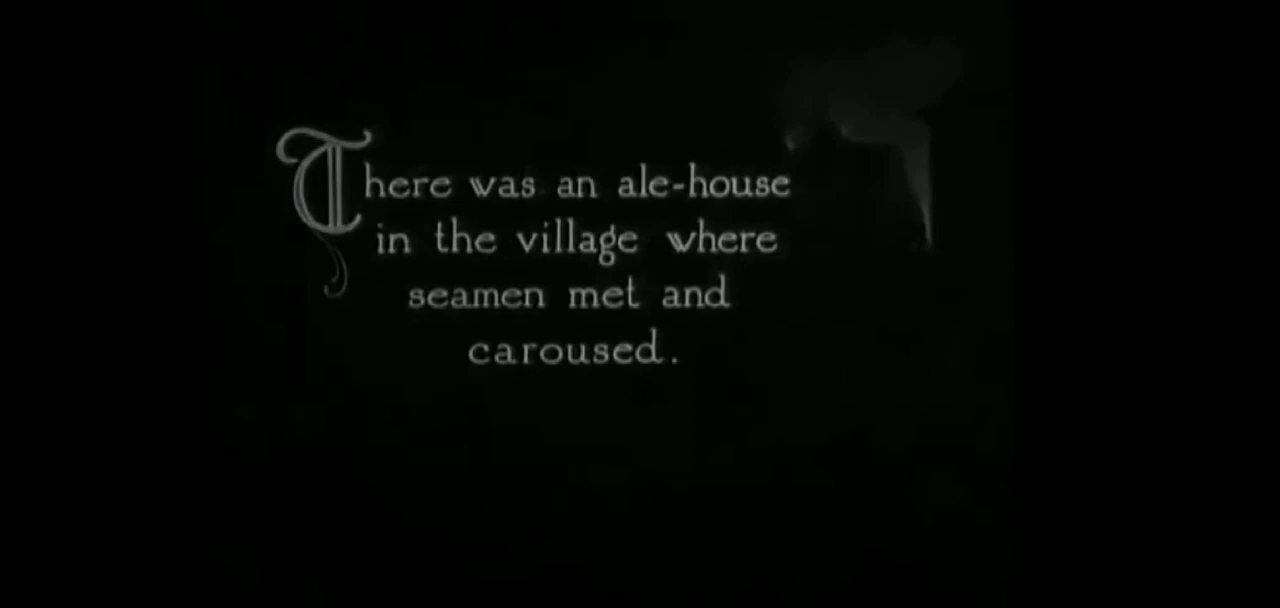 There was an ale-house
in the village where
seamen met and
caroused.